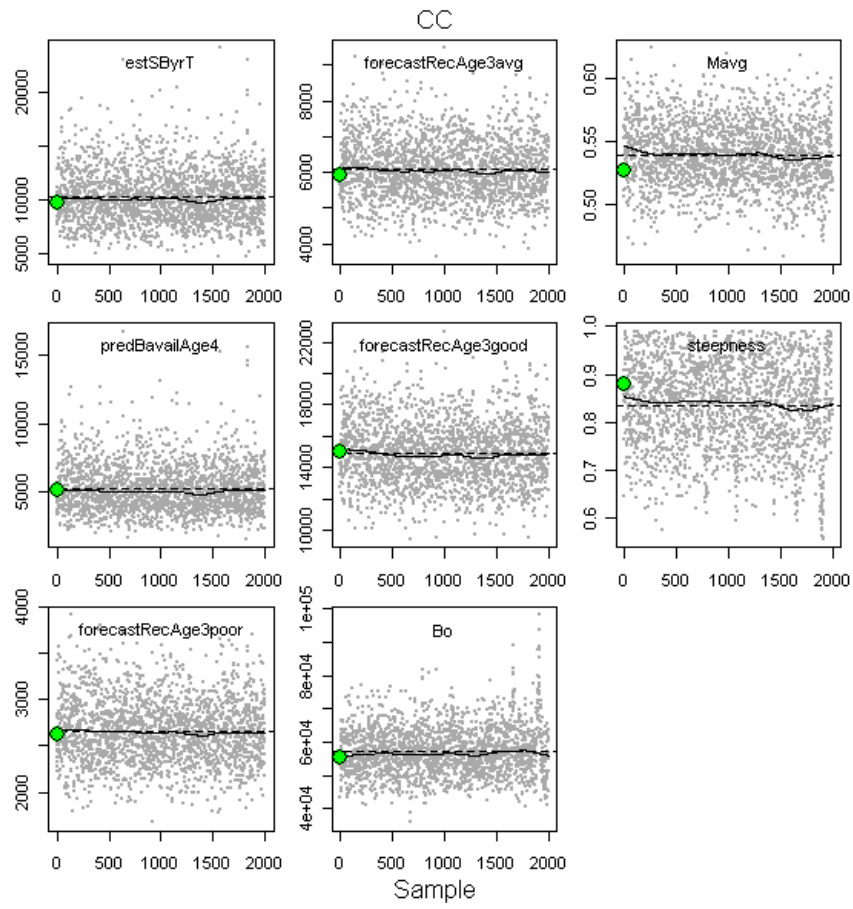 CC
estSByrT
20000
15000
10000
5000
0 500 1000 1500 2000
forecastRecAge3avg
8000
6000
4000
0 500 1000 1500 2000
Mavg
0.60
0.55
0.50
0 500 1000 1500 2000
predBavailAge4
15000
10000
5000
0 500 1000 1500 2000
forecastRecAge3good
22000
18000
14000
10000
0 500 1000 1500 2000
steepness
1.0
0.9
0.8
0.7
0.6
0 500 1000 1500 2000
forecastRecAge3poor
4000
3000
2000
0 500 1000 1500 2000
Bo
1e+05
8e+04
6e+04
4e+04
0 500 1000 1500 2000
Sample